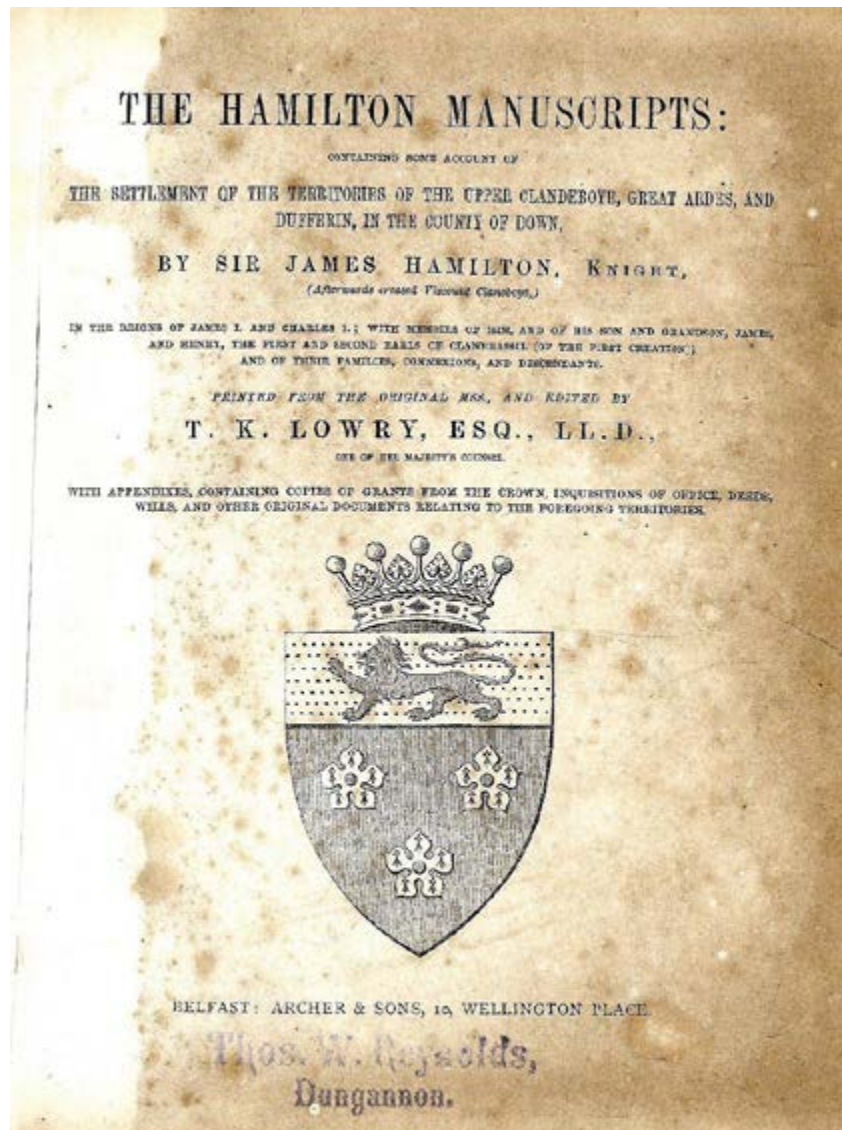 THE HAMILTON MANUSCRIPTS:
CONTAINING SOME ACCOUNT OF
THE SETTLEMENT OF THE TERRITORIES OF THE UPPER CLANDEBOYE, GREAT ARDES, AND
DUFFERIN, IN THE COUNTY OF DOWN,
BY SIR JAMES HAMILTON, KNIGHT,
(Afterwards created Viscount Claneboye,)
IN THE REIGNS OF JAMES I. AND CHARLES I.; WITH MEMOIRS OF HIM, AND OF HIS SON AND GRANDSON, JAMES,
AND HENRY, THE FIRST AND SECOND EARLS OF CLANBRASSIL (OF THE FIRST CREATION);
AND OF THEIR FAMILIES, CONNEXIONS, AND DESCENDANTS.
PRINTED FROM THE ORIGINAL MSS., AND EDITED BY
T. K. LOWRY, ESQ., LL.D.,
ONE OF HER MAJESTY'S COUNSEL.
WITH APPENDIXES, CONTAINING COPIES OF GRANTS FROM THE CROWN, INQUISITIONS OF OFFICE, DEEDS,
WILLS, AND OTHER ORIGINAL DOCUMENTS RELATING TO THE FOREGOING TERRITORIES.
BELFAST: ARCHER & SONS, 10, WELLINGTON PLACE.
Thos. W. Reynolds,
Dungannon.